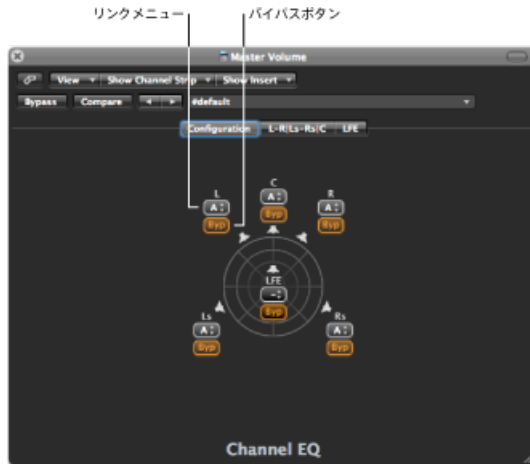 リンクメニュー バイパスボタン
Master Volume
View Show Channel Strip Show Insert
Bypass Compare #default
Configuration L-R|Ls-Rs|C LFE
L C R
A A A
Byp Byp Byp
LFE
-
Byp
Ls Rs
A A
Byp Byp
Channel EQ